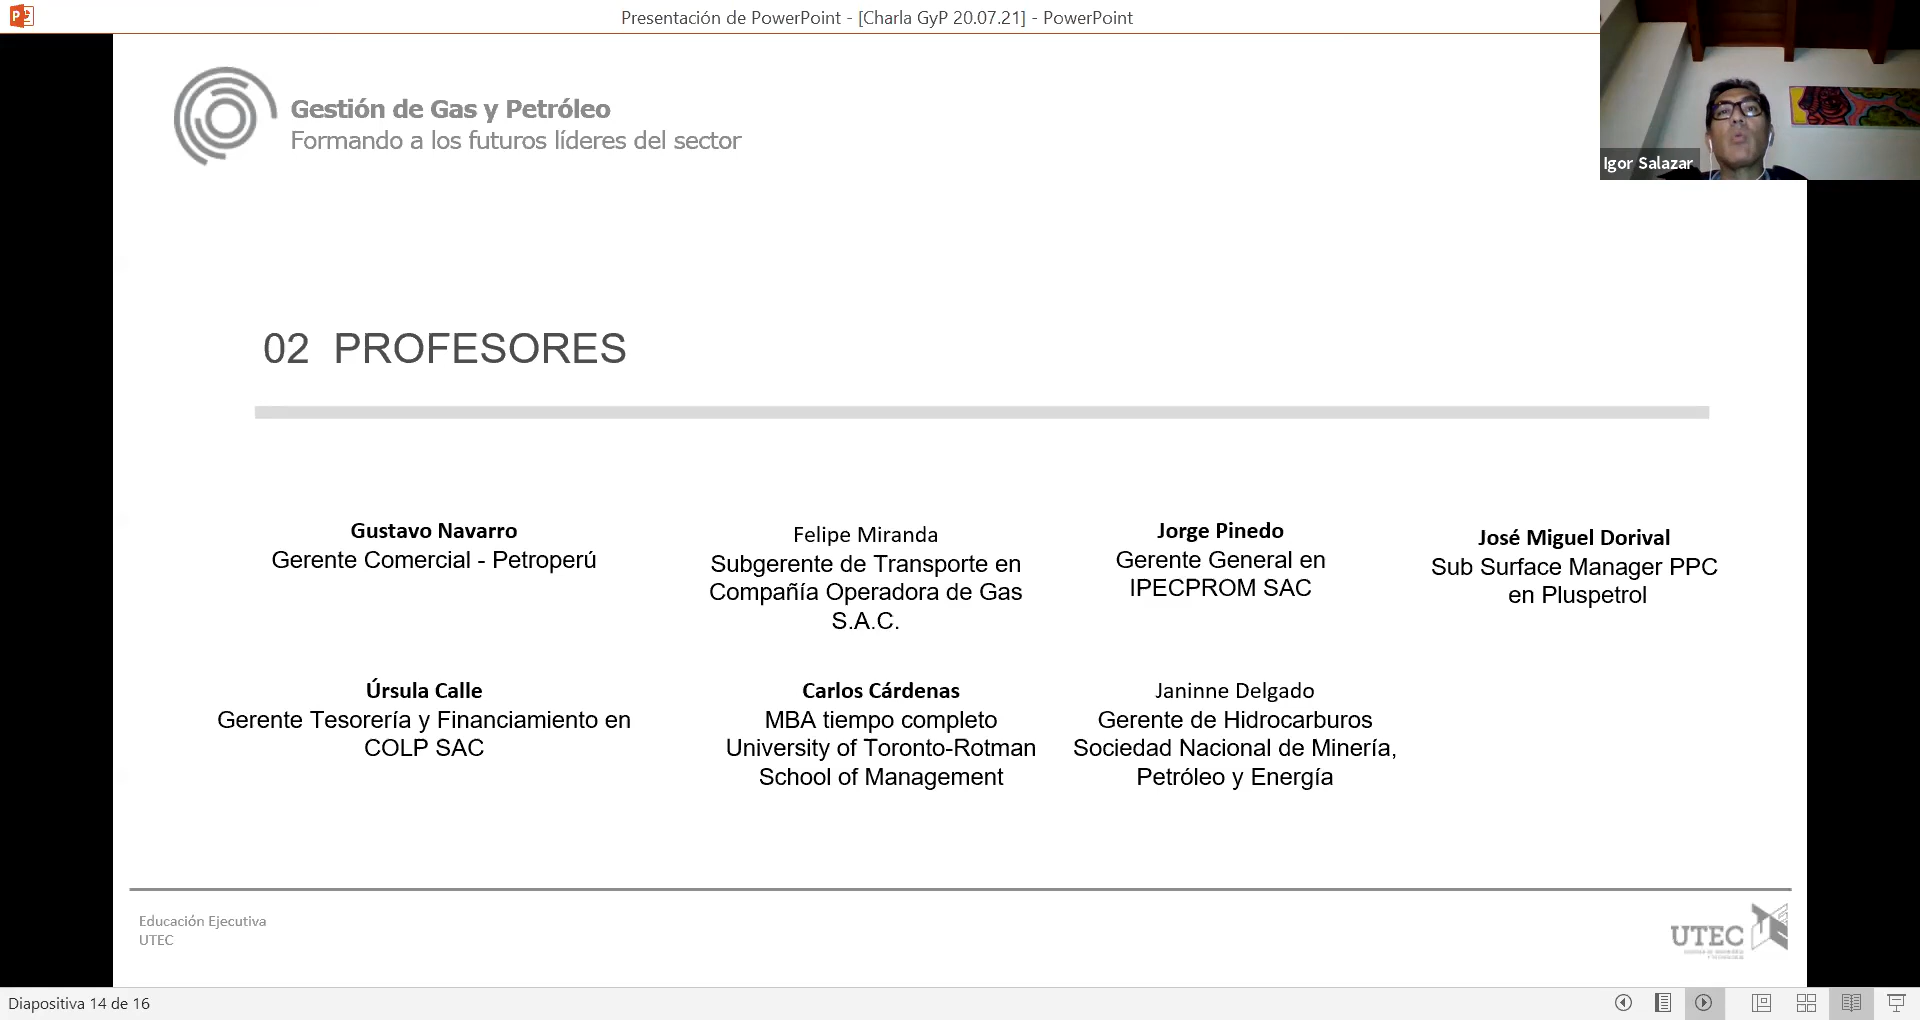 Presentación de PowerPoint - [Charla GyP 20.07.21] - PowerPoint
Igor Salazar
Gestión de Gas y Petróleo
Formando a los futuros líderes del sector
02 PROFESORES
Gustavo Navarro
Gerente Comercial - Petroperú
Felipe Miranda
Subgerente de Transporte en
Compañía Operadora de Gas
S.A.C.
Jorge Pinedo
Gerente General en
IPECPROM SAC
José Miguel Dorival
Sub Surface Manager PPC
en Pluspetrol
Úrsula Calle
Gerente Tesorería y Financiamiento en
COLP SAC
Carlos Cárdenas
MBA tiempo completo
University of Toronto-Rotman
School of Management
Janinne Delgado
Gerente de Hidrocarburos
Sociedad Nacional de Minería,
Petróleo y Energía
Educación Ejecutiva
UTEC
UTEC
Diapositiva 14 de 16